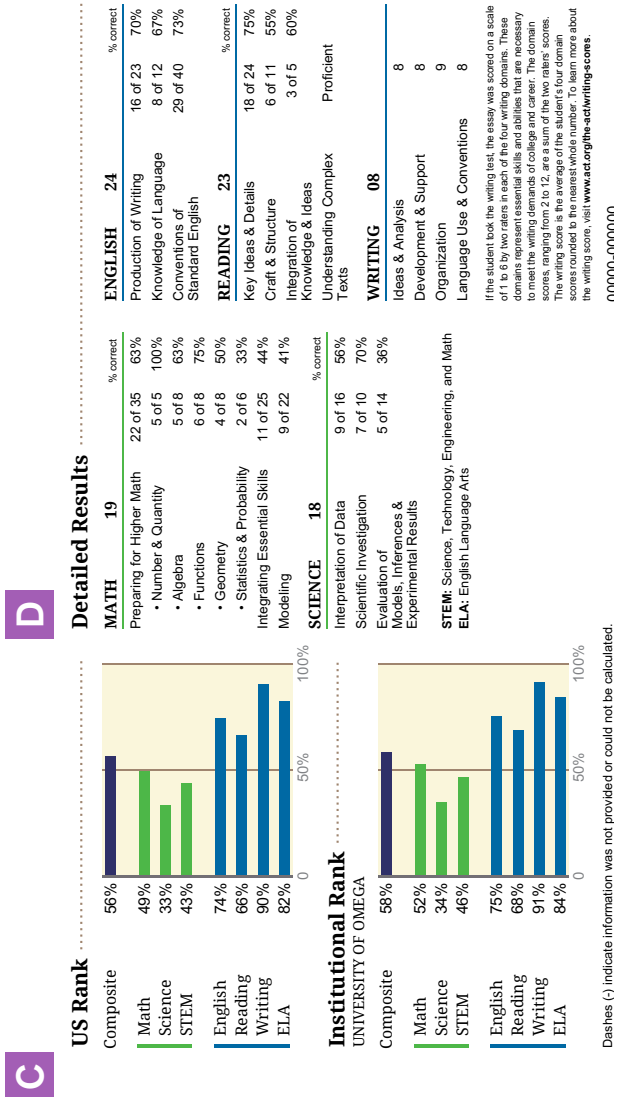 C
US Rank
Composite 56%
Math 49%
Science 33%
STEM 43%
English 74%
Reading 66%
Writing 90%
ELA 82%
0 50% 100%
Institutional Rank
UNIVERSITY OF OMEGA
Composite 58%
Math 52%
Science 34%
STEM 46%
English 75%
Reading 68%
Writing 91%
ELA 84%
0 50% 100%
Dashes (-) indicate information was not provided or could not be calculated.
D
Detailed Results
MATH 19 % correct
Preparing for Higher Math 22 of 35 63%
• Number & Quantity 5 of 5 100%
• Algebra 5 of 8 63%
• Functions 6 of 8 75%
• Geometry 4 of 8 50%
• Statistics & Probability 2 of 6 33%
Integrating Essential Skills 11 of 25 44%
Modeling 9 of 22 41%
SCIENCE 18 % correct
Interpretation of Data 9 of 16 56%
Scientific Investigation 7 of 10 70%
Evaluation of 5 of 14 36%
Models, Inferences &
Experimental Results
STEM: Science, Technology, Engineering, and Math
ELA: English Language Arts
ENGLISH 24 % correct
Production of Writing 16 of 23 70%
Knowledge of Language 8 of 12 67%
Conventions of 29 of 40 73%
Standard English
READING 23 % correct
Key Ideas & Details 18 of 24 75%
Craft & Structure 6 of 11 55%
Integration of 3 of 5 60%
Knowledge & Ideas
Understanding Complex Proficient
Texts
WRITING 08
Ideas & Analysis 8
Development & Support 8
Organization 9
Language Use & Conventions 8
If the student took the writing test, the essay was scored on a scale
of 1 to 6 by two raters in each of the four writing domains. These
domains represent essential skills and abilities that are necessary
to meet the writing demands of college and career. The domain
scores, ranging from 2 to 12, are a sum of the two raters' scores.
The writing score is the average of the student's four domain
scores rounded to the nearest whole number. To learn more about
the writing score, visit www.act.org/the-act/writing-scores.
00000-000000